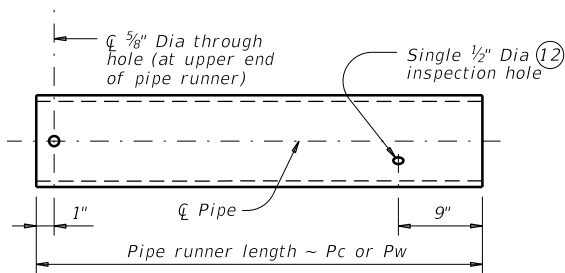 ℄ 5/8" Dia through
hole (at upper end
of pipe runner)
Single 1/2" Dia 12
inspection hole
℄ Pipe
1"
9"
Pipe runner length ~ Pc or Pw